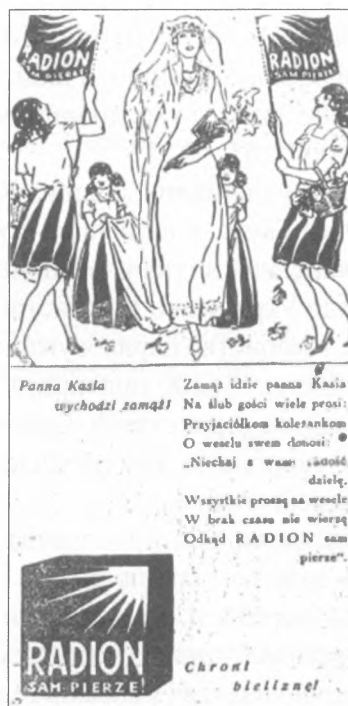 RADION
SAM PIERZE!
RADION
SAM PIERZE!
Panna Kasia
wychodzi zamąż!
Zamąż idzie panna Kasia
Na ślub gości wiele prosi:
Przyjaciółkom koleżankom
O weselu swem donosi:
„Niechaj z wami radość
dzielę.
Wszystkie proszę na wesele
W brak czasu nie wierzę
Odkąd RADION sam
pierze".
RADION
SAM PIERZE!
Chroni
bieliznę!